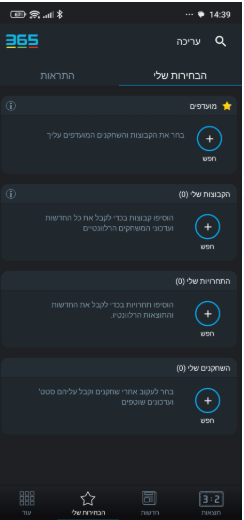 14:39
365
עריכה
הבחירות שלי
התראות
מועדפים
בחר את הקבוצות והשחקנים המועדפים עליך
חפש
הקבוצות שלי (0)
הוסיפו קבוצות בכדי לקבל את כל החדשות
ועדכוני המשחקים הרלוונטיים
חפש
התחרויות שלי (0)
הוסיפו תחרויות בכדי לקבל את החדשות
והתוצאות הרלוונטיו.
חפש
השחקנים שלי (0)
בחר לעקוב אחרי שחקנים וקבל עליהם סטט'
ועדכונים שוטפים
חפש
3:2
תוצאות
חדשות
הבחירות שלי
עוד